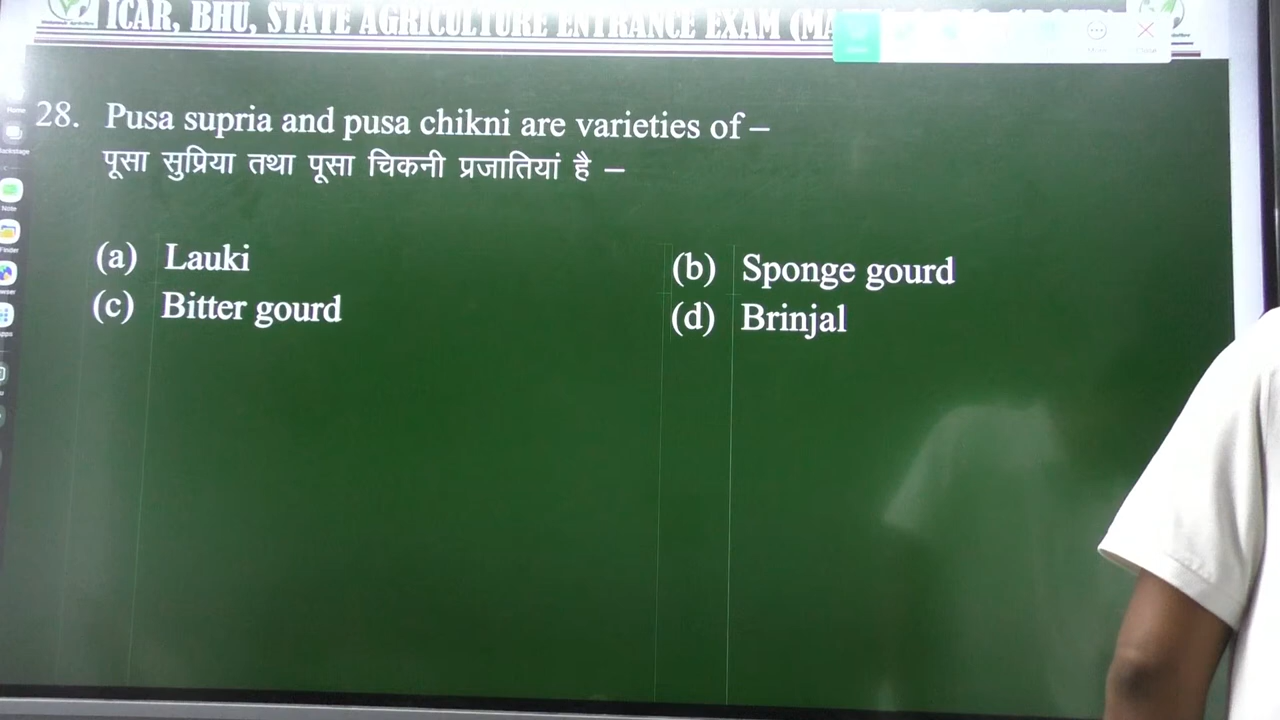 ICAR, BHU, STATE AGRICULTURE ENTRANCE EXAM
28. Pusa supria and pusa chikni are varieties of –
पूसा सुप्रिया तथा पूसा चिकनी प्रजातियां है –
(a) Lauki
(b) Sponge gourd
(c) Bitter gourd
(d) Brinjal